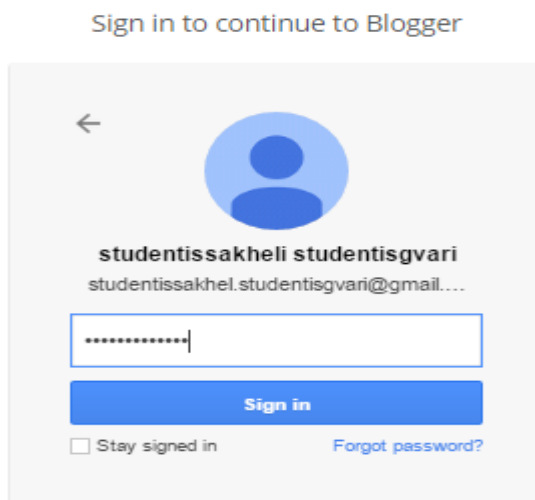 Sign in to continue to Blogger
studentissakheli studentisgvari
studentissakhel.studentisgvari@gmail....
•••••••••••••
Sign in
Stay signed in
Forgot password?